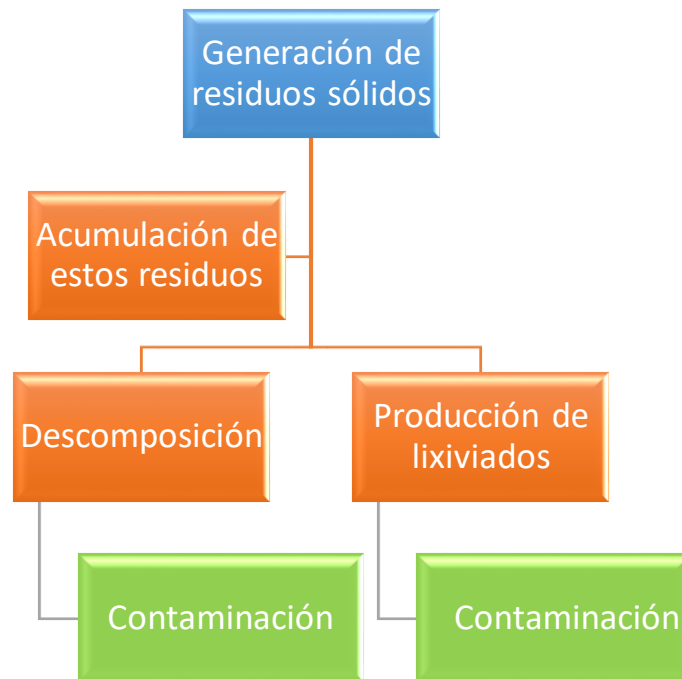 Generación de
residuos sólidos
Acumulación de
estos residuos
Descomposición
Producción de
lixiviados
Contaminación
Contaminación